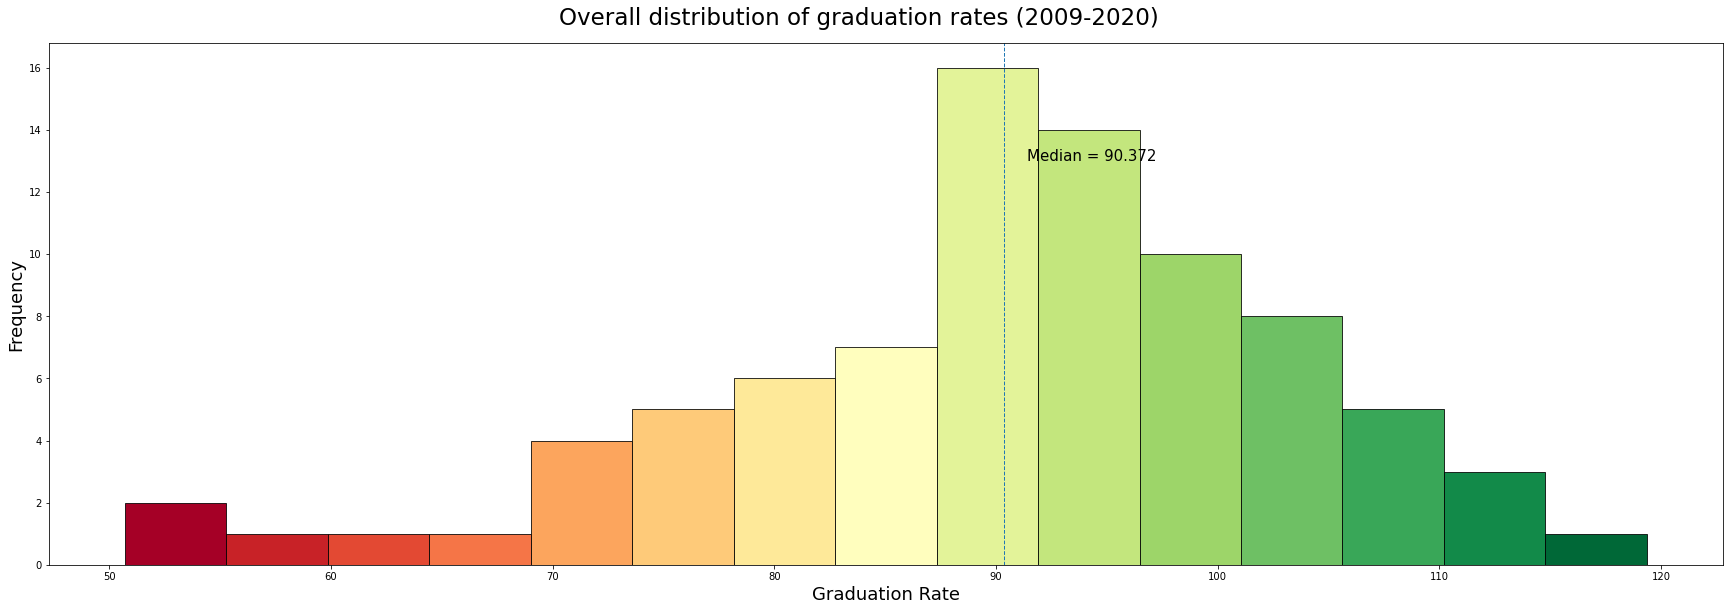 Overall distribution of graduation rates (2009-2020)
16
14
12
10
8
6
4
2
0
Frequency
Median = 90.372
50 60 70 80 90 100 110 120
Graduation Rate